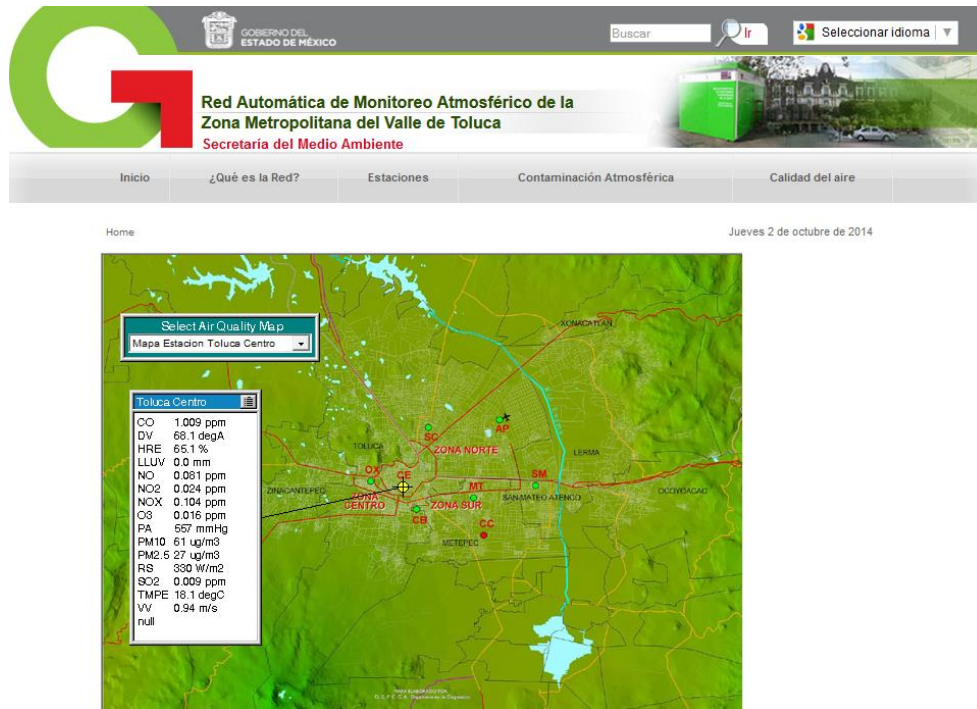 GOBIERNO DEL
ESTADO DE MÉXICO
Buscar
Ir
Seleccionar idioma
Red Automática de Monitoreo Atmosférico de la
Zona Metropolitana del Valle de Toluca
Secretaría del Medio Ambiente
Inicio ¿Qué es la Red? Estaciones Contaminación Atmosférica Calidad del aire
Home
Jueves 2 de octubre de 2014
Select Air Quality Map
Mapa Estacion Toluca Centro
XONACATLAN
Toluca Centro
CO 1.009 ppm
DV 68.1 degA
HRE 65.1 %
LLUV 0.0 mm
NO 0.081 ppm
NO2 0.024 ppm
NOX 0.104 ppm
O3 0.016 ppm
PA 557 mmHg
PM10 61 ug/m3
PM2.5 27 ug/m3
RS 330 W/m2
SO2 0.009 ppm
TMPE 18.1 degC
VV 0.94 m/s
null
AP
SC
TOLUCA
ZONA NORTE
LERMA
OX
CE
SM
MT
ZINACANTEPEC
ZONA
CENTRO
ZONA SUR
SAN MATEO ATENCO
OCOYOACAC
CB
CC
METEPEC